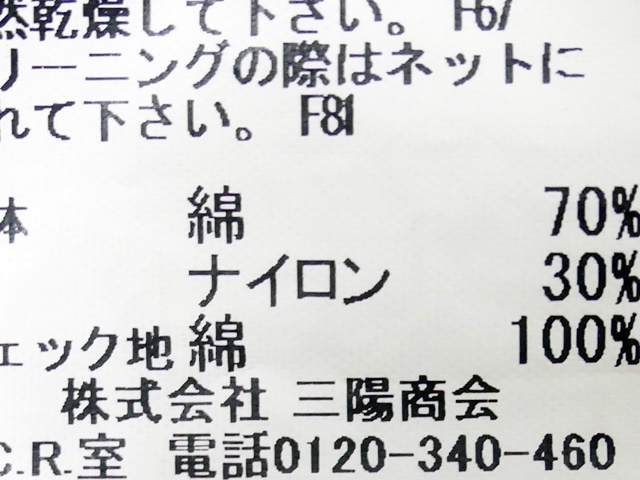 然乾燥して下さい。 F67
リーニングの際はネットに
れて下さい。 F81
体 綿 70%
ナイロン 30%
ェック地 綿 100%
株式会社 三陽商会
C.R.室 電話0120-340-460